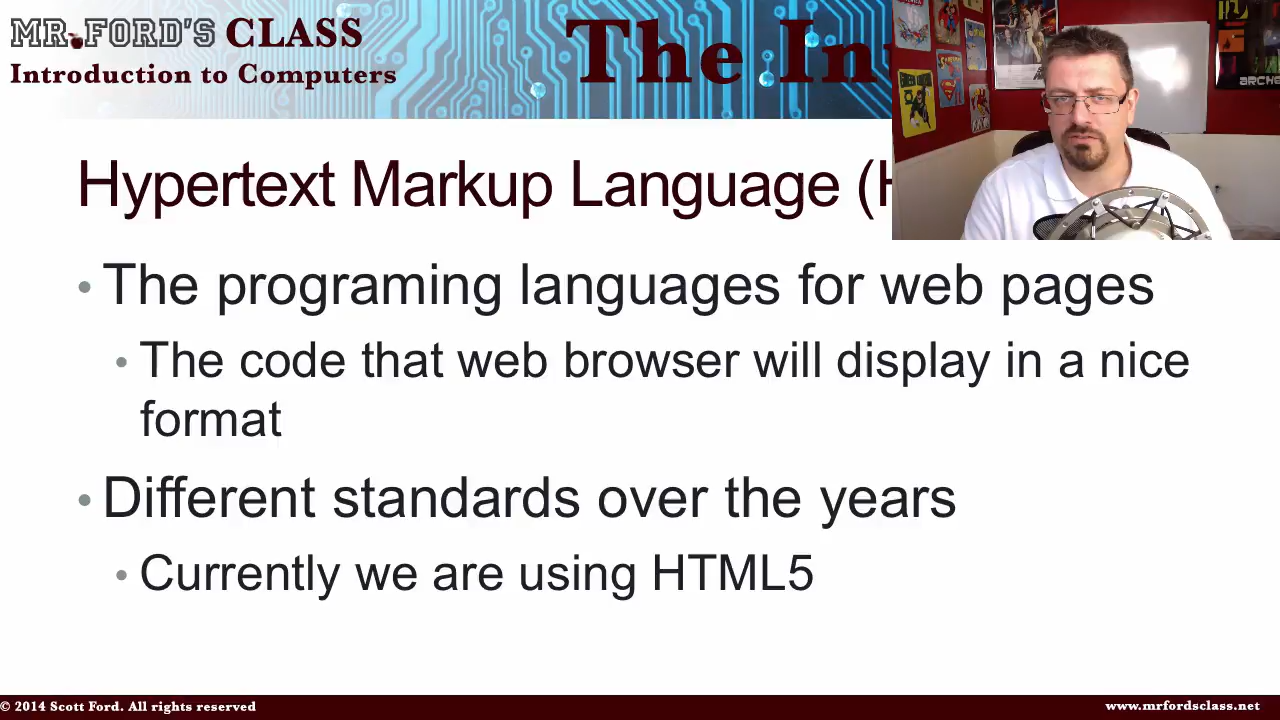 MR. FORD'S CLASS
Introduction to Computers
The In
Hypertext Markup Language (H
• The programing languages for web pages
• The code that web browser will display in a nice
format
• Different standards over the years
• Currently we are using HTML5
ARCHE
© 2014 Scott Ford. All rights reserved
www.mrfordsclass.net